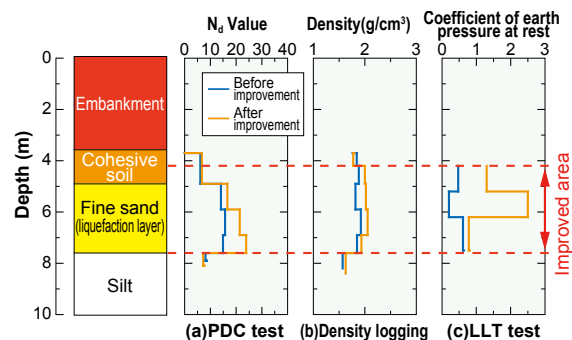 N_d Value
Density(g/cm³)
Coefficient of earth
pressure at rest
0 10 20 30 40
1 2 3
0 1 2 3
0
2
4
6
8
10
Depth (m)
Embankment
Cohesive
soil
Fine sand
(liquefaction layer)
Silt
Before
improvement
After
improvement
Improved area
(a)PDC test
(b)Density logging
(c)LLT test